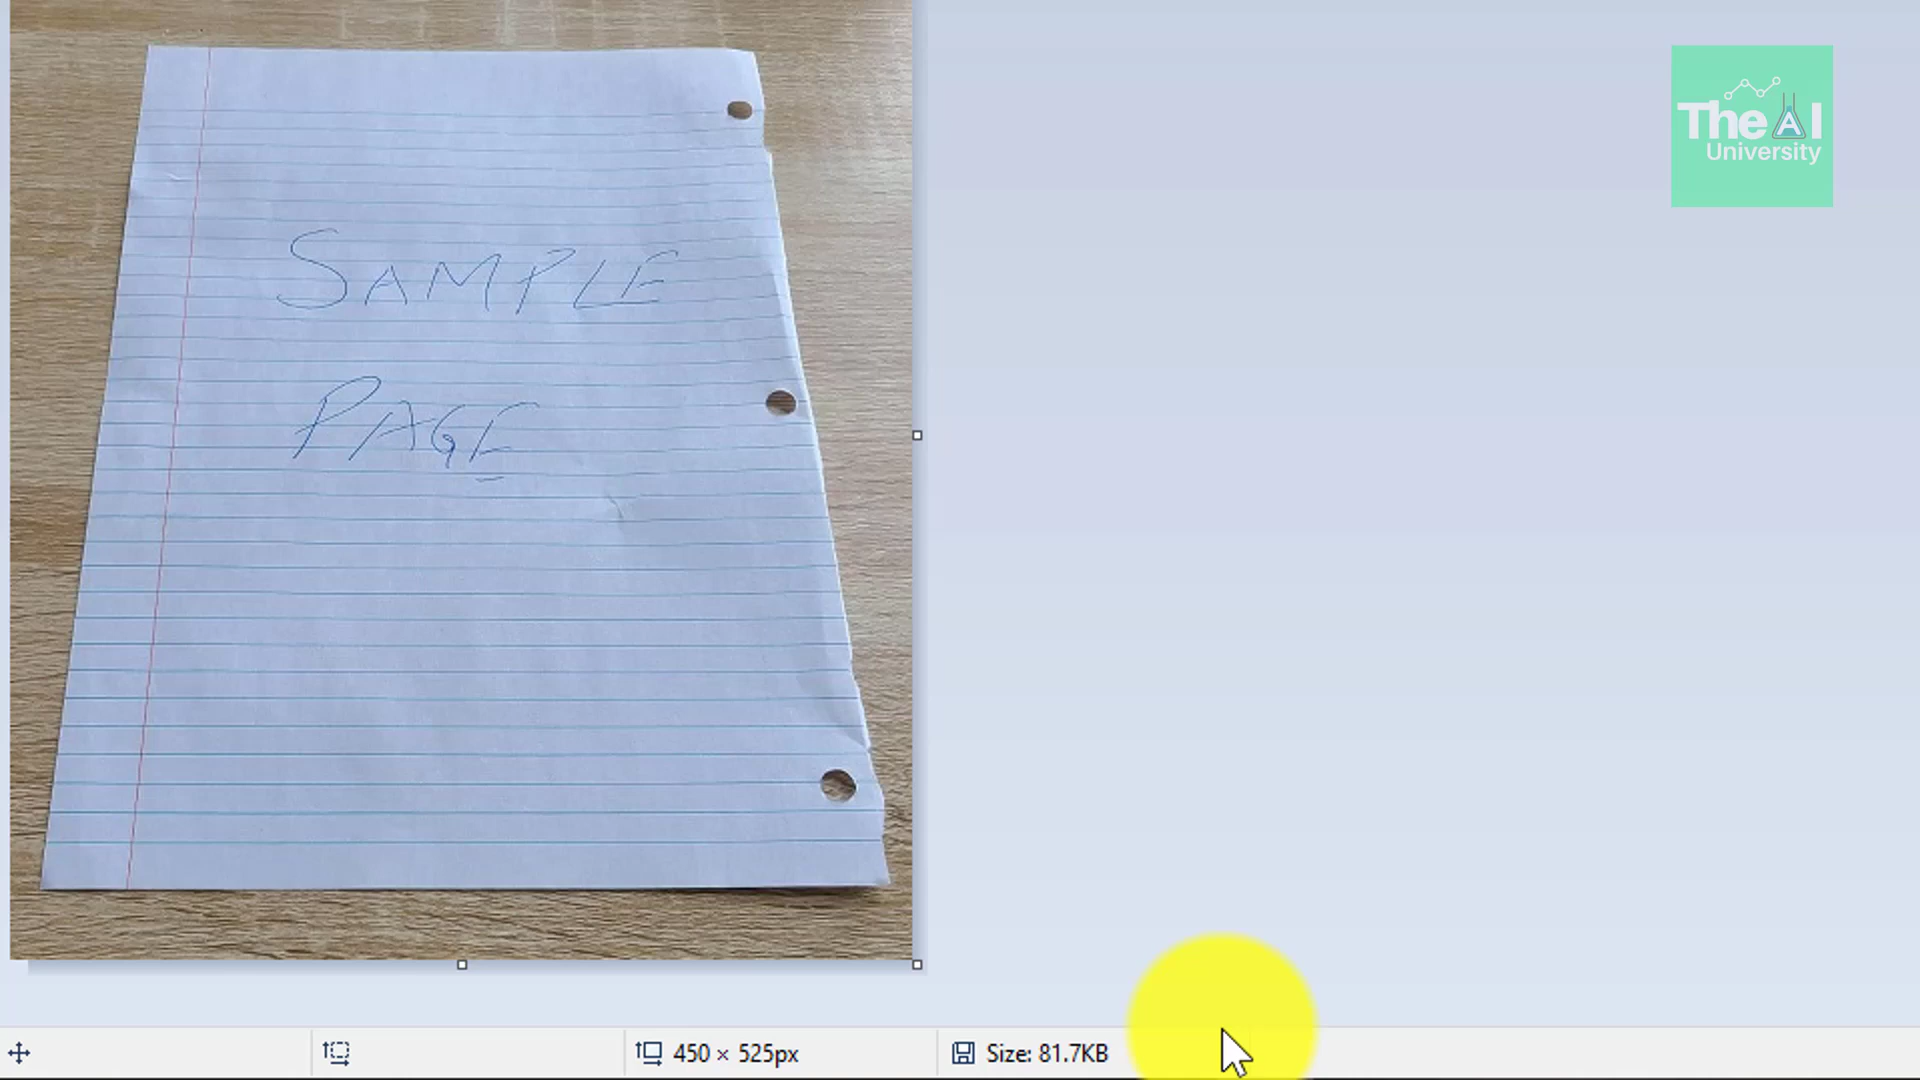 The AI
University
SAMPLE
PAGE
450 × 525px
Size: 81.7KB